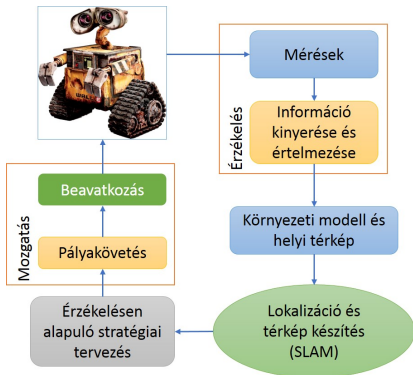 Mérések
Információ
kinyerése és
értelmezése
Érzékelés
Környezeti modell és
helyi térkép
Lokalizáció és
térkép készítés
(SLAM)
Érzékelésen
alapuló stratégiai
tervezés
Pályakövetés
Beavatkozás
Mozgatás